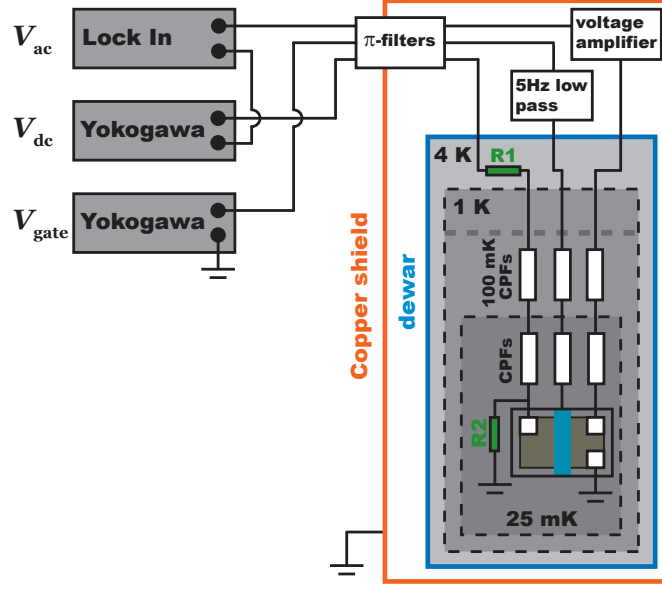 V_ac
Lock In
V_dc
Yokogawa
V_gate
Yokogawa
π-filters
voltage
amplifier
5Hz low
pass
Copper shield
dewar
4 K
R1
1 K
100 mK
CPFs
CPFs
R2
25 mK